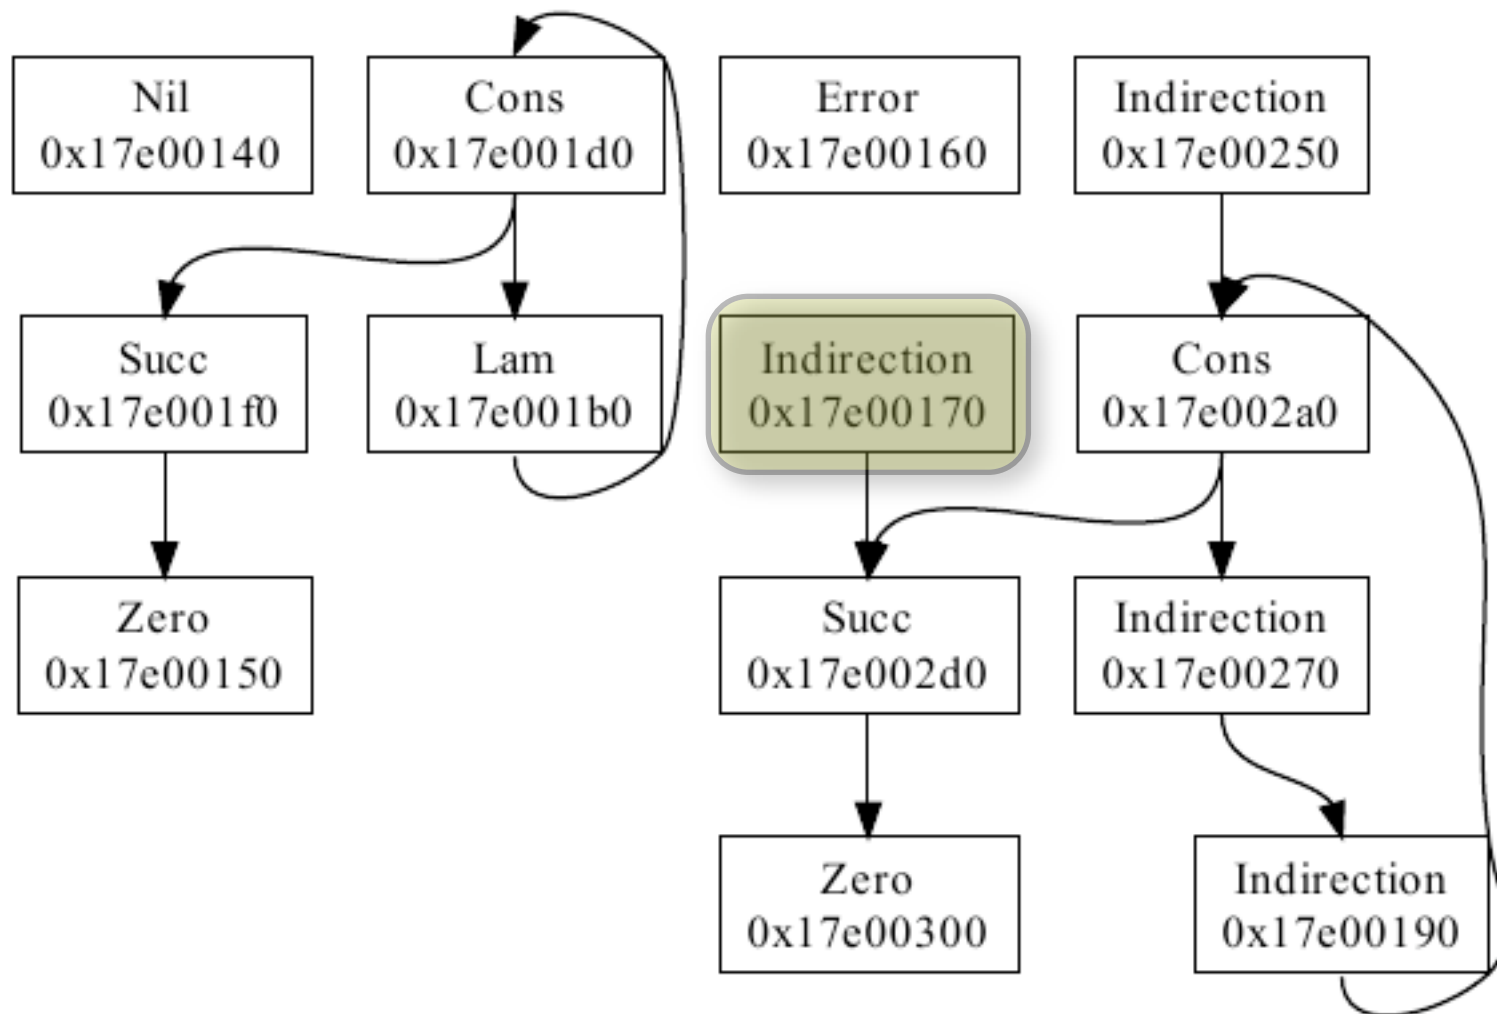 Nil
0x17e00140
Cons
0x17e001d0
Error
0x17e00160
Indirection
0x17e00250
Succ
0x17e001f0
Lam
0x17e001b0
Indirection
0x17e00170
Cons
0x17e002a0
Zero
0x17e00150
Succ
0x17e002d0
Indirection
0x17e00270
Zero
0x17e00300
Indirection
0x17e00190